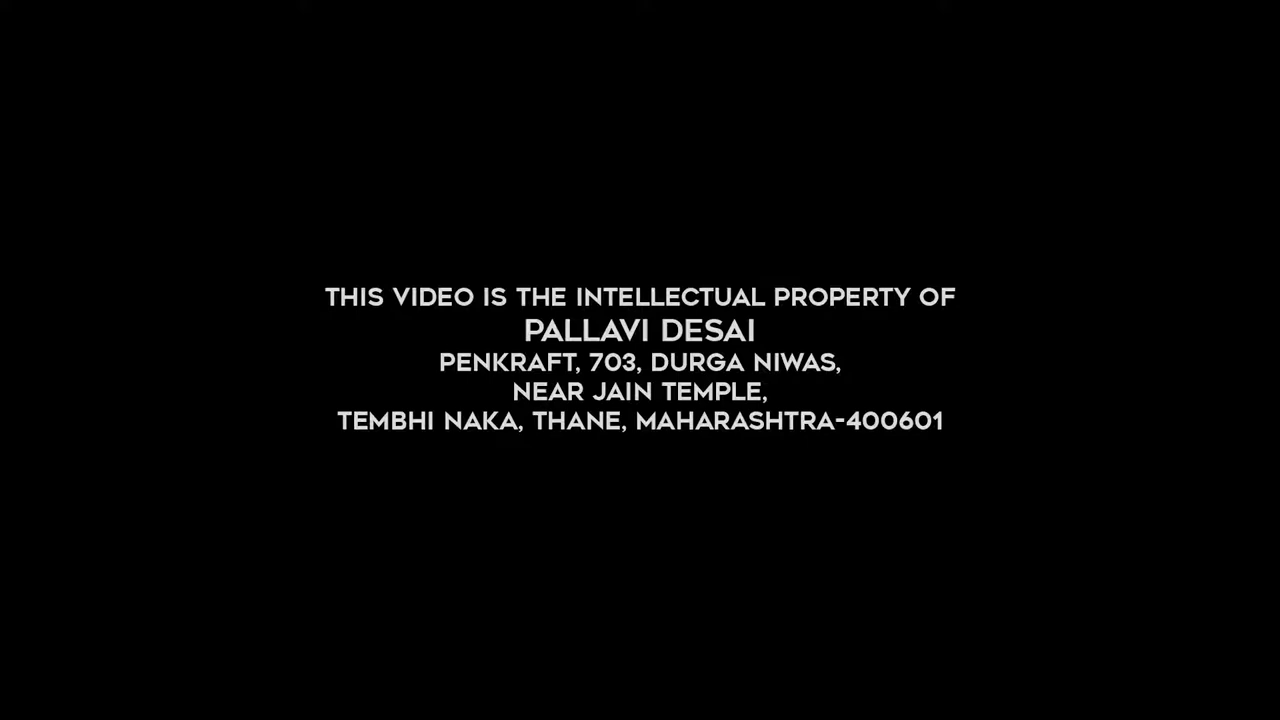 THIS VIDEO IS THE INTELLECTUAL PROPERTY OF
PALLAVI DESAI
PENKRAFT, 703, DURGA NIWAS,
NEAR JAIN TEMPLE,
TEMBHI NAKA, THANE, MAHARASHTRA-400601